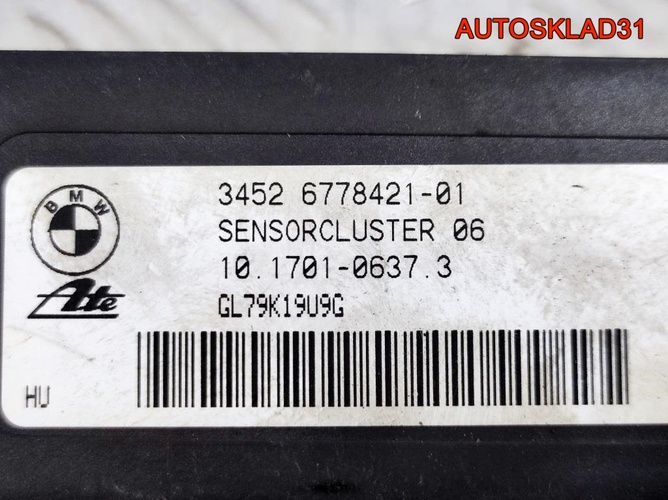 AUTOSKLAD31
BMW
3452 6778421-01
SENSORCLUSTER 06
10.1701-0637.3
Ate
GL79K19U9G
HU